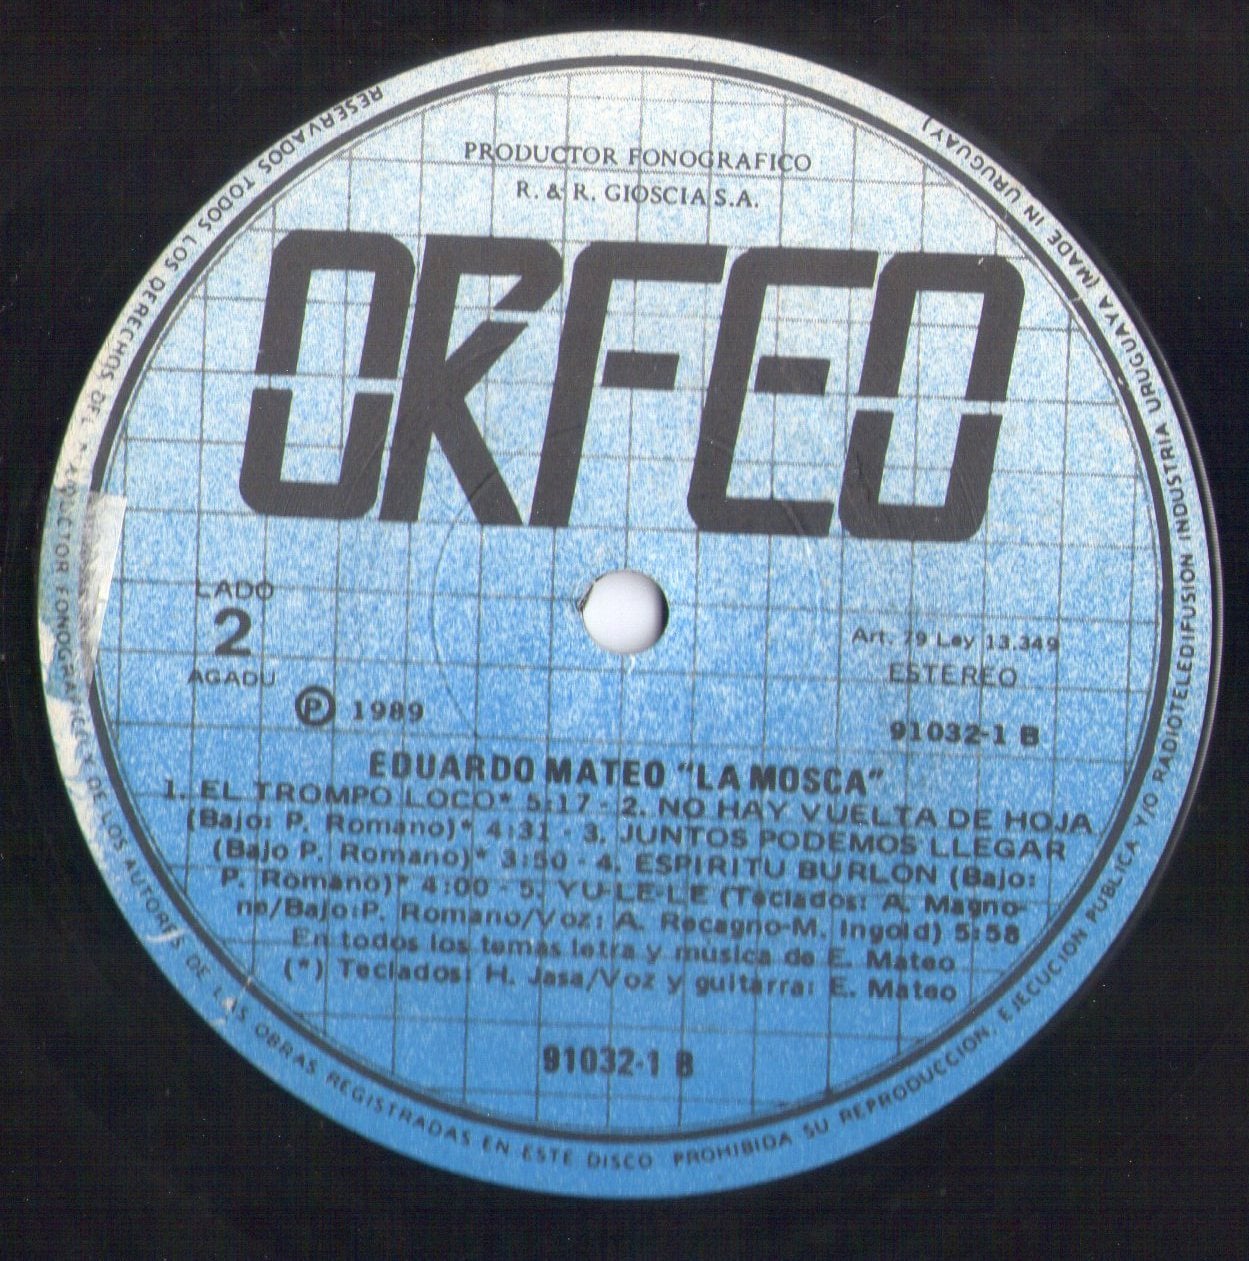 PRODUCTOR FONOGRAFICO
R. & R. GIOSCIA S.A.
ORFEO
LADO
2
AGADU
Ⓟ 1989
Art. 79 Ley 13.349
ESTEREO
91032-1 B
EDUARDO MATEO "LA MOSCA"
1. EL TROMPO LOCO* 5:17 - 2. NO HAY VUELTA DE HOJA
(Bajo: P. Romano)* 4:31 - 3. JUNTOS PODEMOS LLEGAR
(Bajo P. Romano)* 3:50 - 4. ESPIRITU BURLON (Bajo:
P. Romano)* 4:00 - 5. YU-LE-LE (Teclados: A. Magno-
ne/Bajo:P. Romano/Voz: A. Recagno-M. Ingold) 5:58
En todos los temas letra y música de E. Mateo
(*) Teclados: H. Jasa/Voz y guitarra: E. Mateo
91032-1 B
RESERVADOS TODOS LOS DERECHOS DEL PRODUCTOR FONOGRAFICO Y DE LOS AUTORES DE LAS OBRAS REGISTRADAS EN ESTE DISCO PROHIBIDA SU REPRODUCCION, EJECUCION PUBLICA Y/O RADIOTELEDIFUSION INDUSTRIA URUGUAYA (MADE IN URUGUAY)